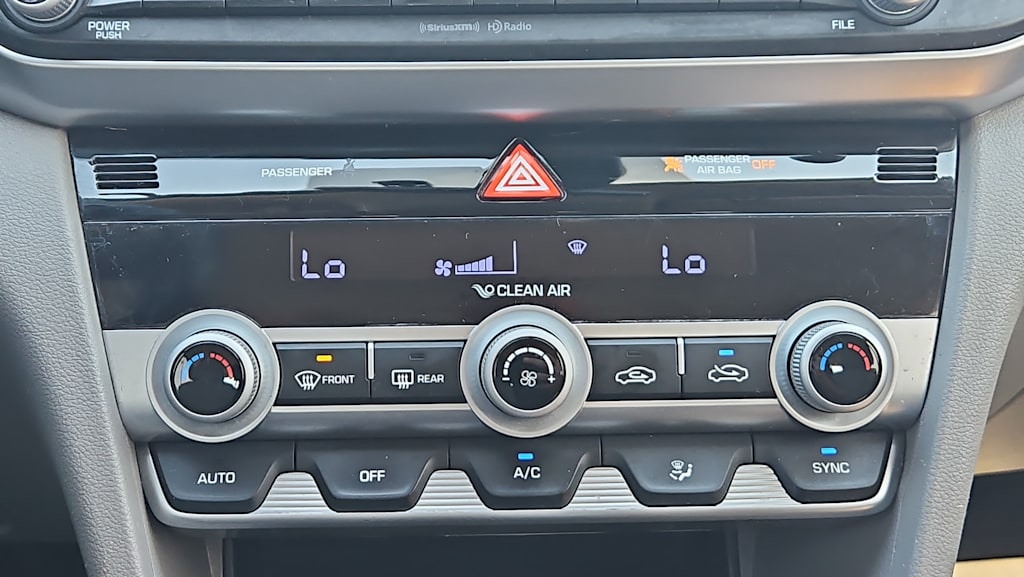 POWER
PUSH
((SiriusXM))
HD Radio
FILE
PASSENGER
PASSENGER
AIR BAG
OFF
Lo
Lo
CLEAN AIR
FRONT
REAR
- +
AUTO
OFF
A/C
SYNC